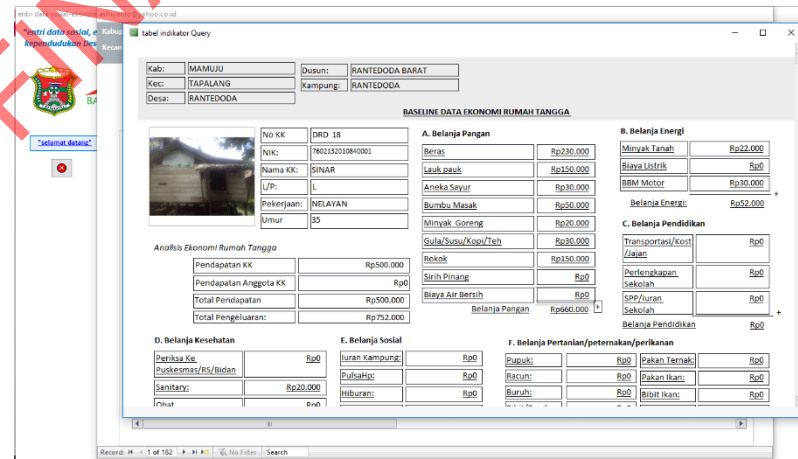 entri data sosial-ekonomi
@yahoo.co.id
"entri data sosial, e
kependudukan Des
Kabup
Kecam
BA
"selamat datang"
tabel indikator Query
Kab: MAMUJU
Kec: TAPALANG
Desa: RANTEDODA
Dusun: RANTEDODA BARAT
Kampung: RANTEDODA
BASELINE DATA EKONOMI RUMAH TANGGA
No KK DRD 18
NIK: 7602132010840001
Nama KK: SINAR
L/P: L
Pekerjaan: NELAYAN
Umur 35
Analisis Ekonomi Rumah Tangga
Pendapatan KK Rp500.000
Pendapatan Anggota KK Rp0
Total Pendapatan Rp500.000
Total Pengeluaran: Rp752.000
A. Belanja Pangan
Beras Rp230.000
Lauk pauk Rp150.000
Aneka Sayur Rp30.000
Bumbu Masak Rp50.000
Minyak Goreng Rp20.000
Gula/Susu/Kopi/Teh Rp30.000
Rokok Rp150.000
Sirih Pinang Rp0
Biaya Air Bersih Rp0
+
Belanja Pangan Rp660.000
B. Belanja Energi
Minyak Tanah Rp22.000
Biaya Listrik Rp0
BBM Motor Rp30.000
+
Belanja Energi: Rp52.000
C. Belanja Pendidikan
Transportasi/Kost
/Jajan Rp0
Perlengkapan
Sekolah Rp0
SPP/iuran
Sekolah Rp0
+
Belanja Pendidikan Rp0
D. Belanja Kesehatan
Periksa Ke
Puskesmas/RS/Bidan Rp0
Sanitary: Rp20.000
Obat Rp0
E. Belanja Sosial
Iuran Kampung: Rp0
PulsaHp: Rp0
Hiburan: Rp0
F. Belanja Pertanian/peternakan/perikanan
Pupuk: Rp0 Pakan Ternak: Rp0
Racun: Rp0 Pakan Ikan: Rp0
Buruh: Rp0 Bibit Ikan: Rp0
Record: 1 of 182 No Filter Search